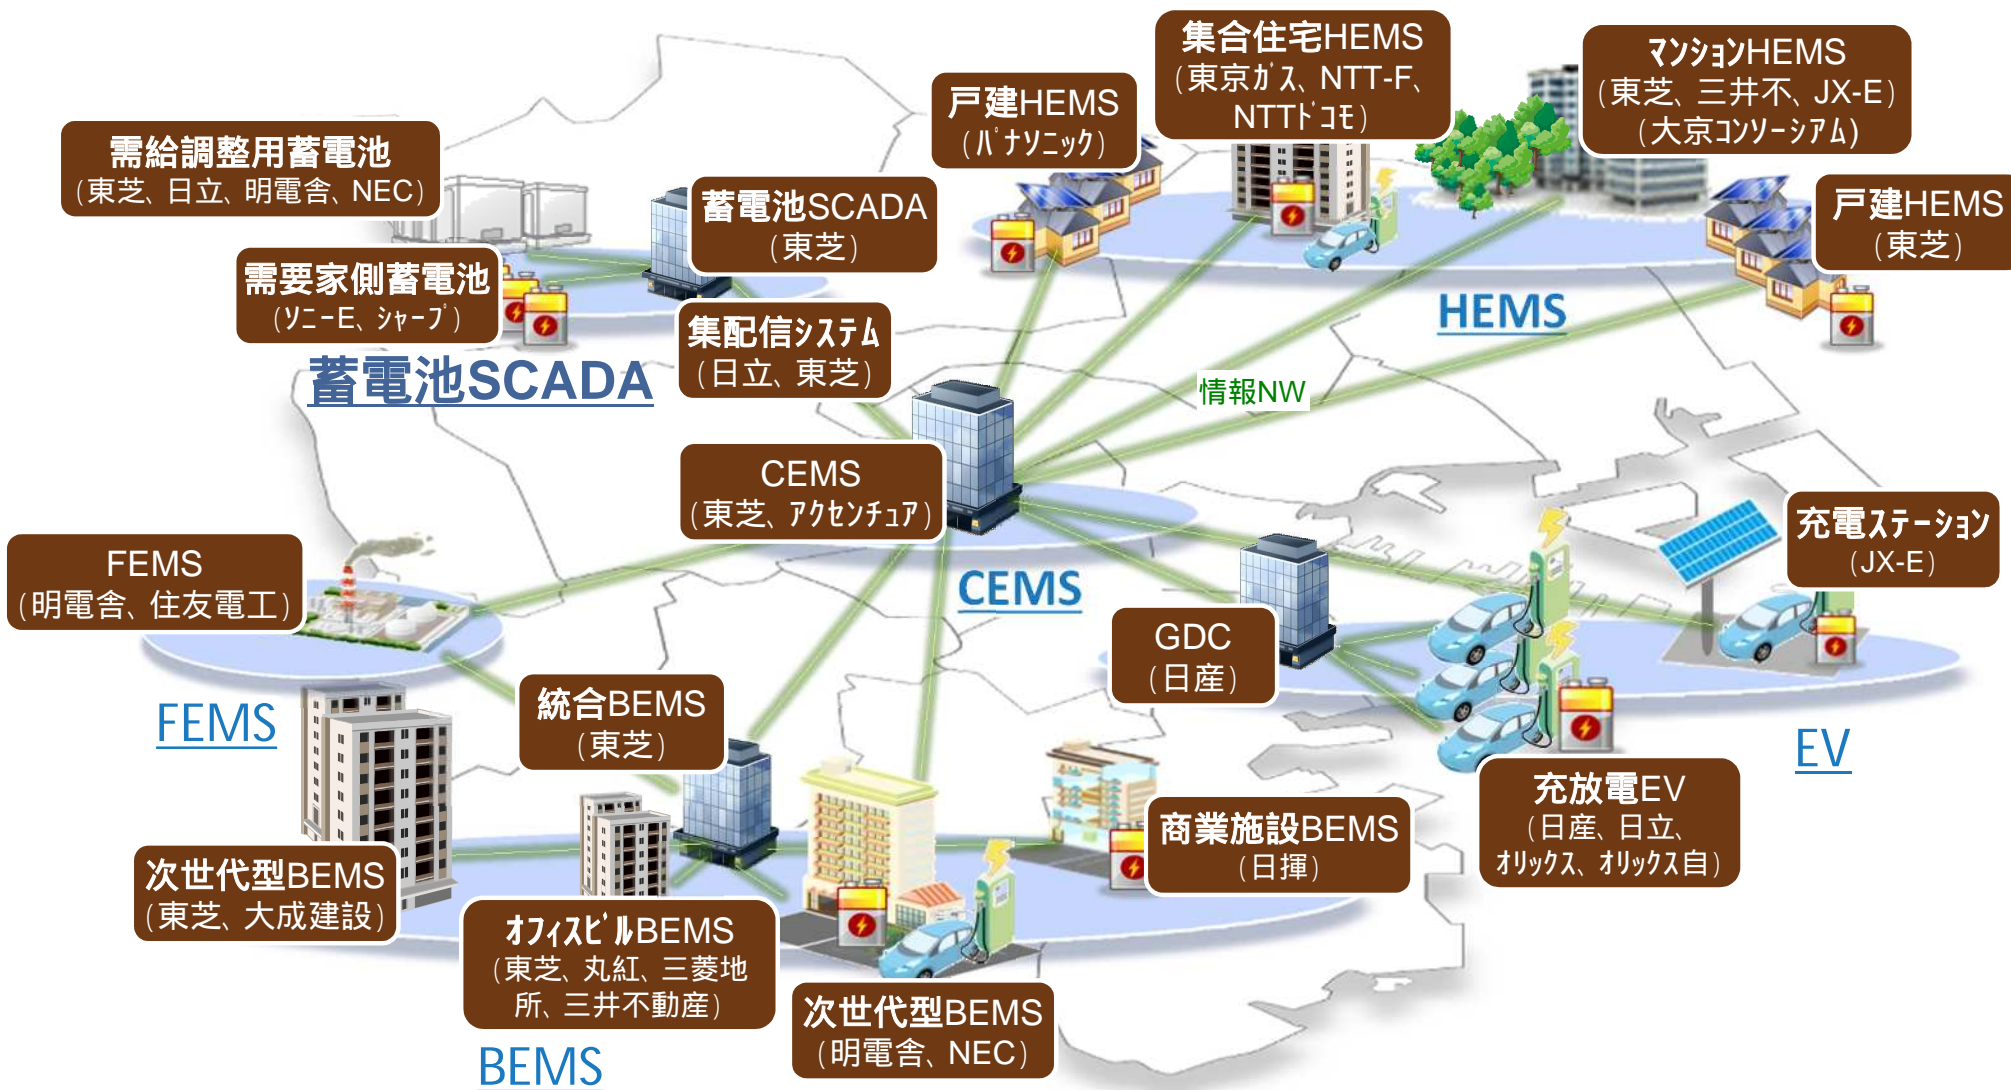 集合住宅HEMS
(東京ｶﾞｽ、NTT-F、
NTTﾄﾞｺﾓ)
ﾏﾝｼｮﾝHEMS
(東芝、三井不、JX-E)
(大京ｺﾝｿｰｼｱﾑ)
戸建HEMS
(ﾊﾟﾅｿﾆｯｸ)
需給調整用蓄電池
(東芝、日立、明電舎、NEC)
蓄電池SCADA
(東芝)
戸建HEMS
(東芝)
需要家側蓄電池
(ｿﾆｰE、ｼｬｰﾌﾟ)
集配信ｼｽﾃﾑ
(日立、東芝)
HEMS
蓄電池SCADA
情報NW
CEMS
(東芝、ｱｸｾﾝﾁｭｱ)
充電ｽﾃｰｼｮﾝ
(JX-E)
FEMS
(明電舎、住友電工)
CEMS
GDC
(日産)
FEMS
統合BEMS
(東芝)
EV
充放電EV
(日産、日立、
ｵﾘｯｸｽ、ｵﾘｯｸｽ自)
商業施設BEMS
(日揮)
次世代型BEMS
(東芝、大成建設)
ｵﾌｨｽﾋﾞﾙBEMS
(東芝、丸紅、三菱地
所、三井不動産)
次世代型BEMS
(明電舎、NEC)
BEMS